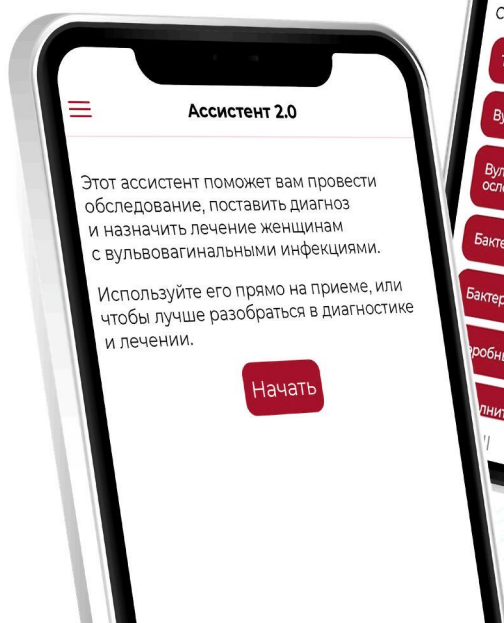 Ассистент 2.0
Этот ассистент поможет вам провести
обследование, поставить диагноз
и назначить лечение женщинам
с вульвовагинальными инфекциями.
Используйте его прямо на приеме, или
чтобы лучше разобраться в диагностике
и лечении.
Начать